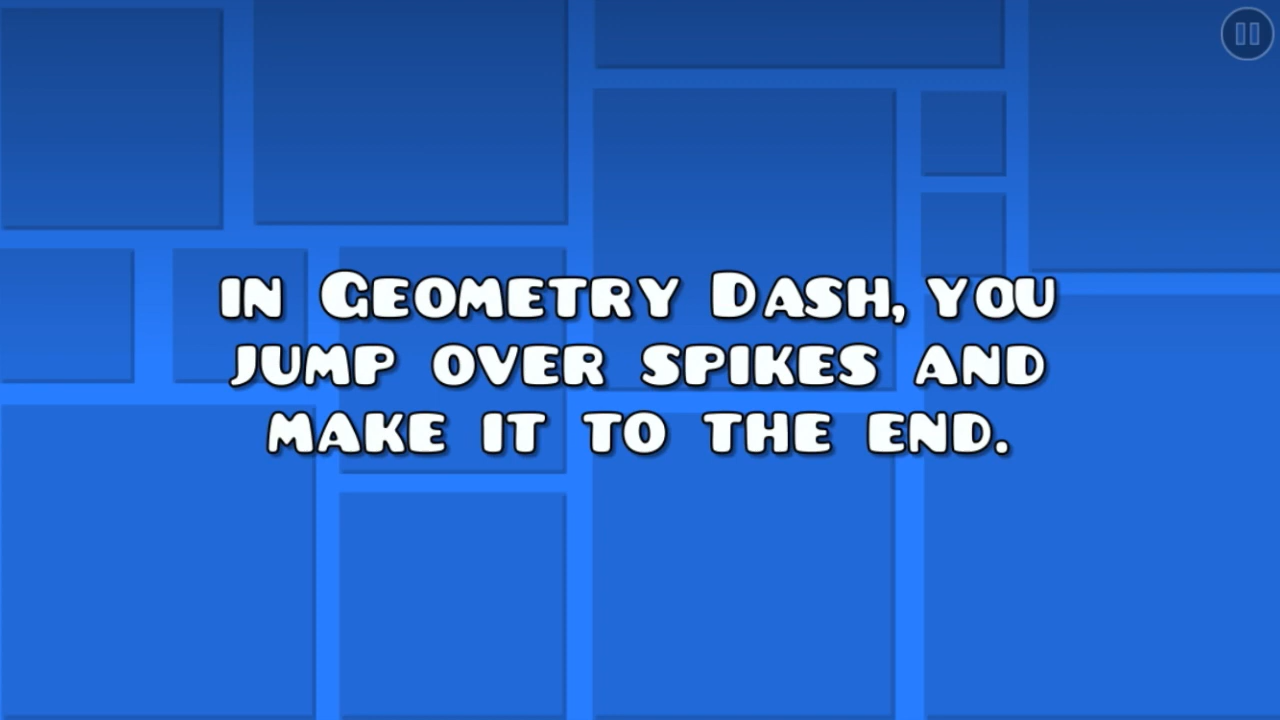 IN GEOMETRY DASH, YOU
JUMP OVER SPIKES AND
MAKE IT TO THE END.